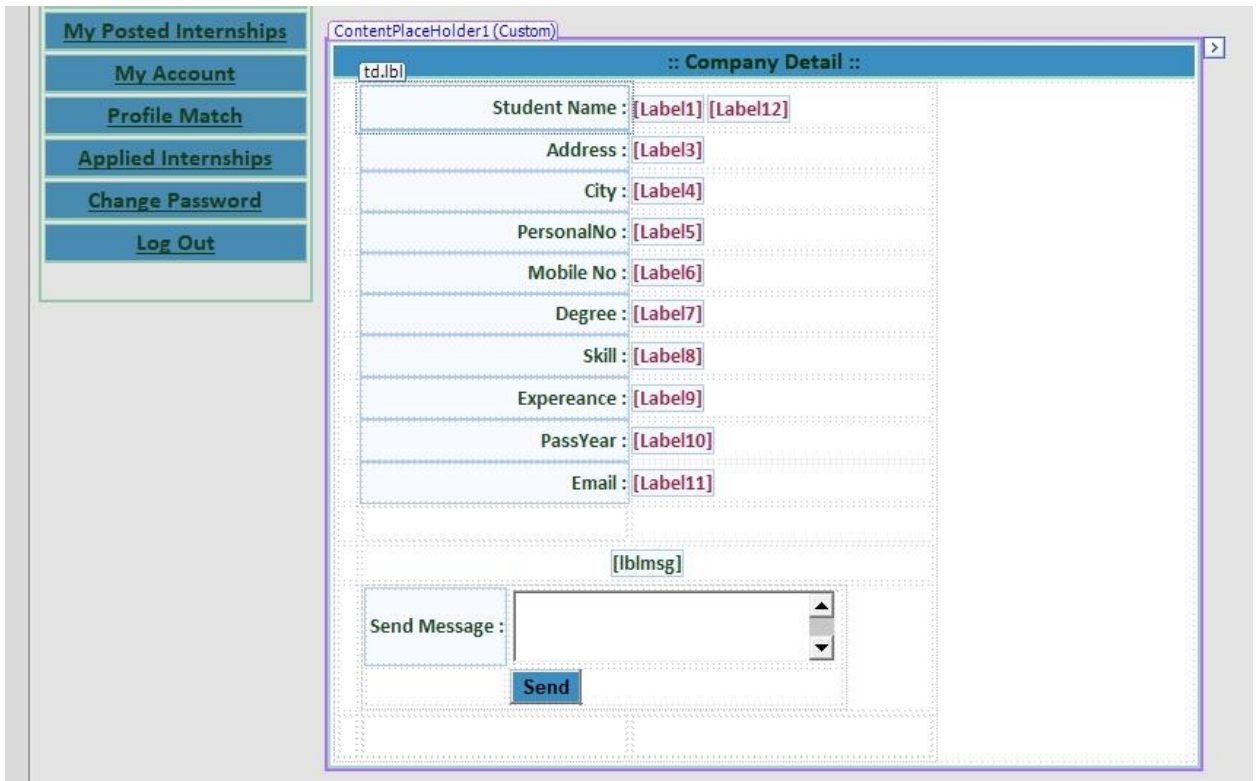 My Posted Internships
My Account
Profile Match
Applied Internships
Change Password
Log Out
ContentPlaceHolder1 (Custom)
:: Company Detail ::
td.lbl
Student Name : [Label1] [Label12]
Address : [Label3]
City : [Label4]
PersonalNo : [Label5]
Mobile No : [Label6]
Degree : [Label7]
Skill : [Label8]
Expereance : [Label9]
PassYear : [Label10]
Email : [Label11]
[lblmsg]
Send Message :
Send